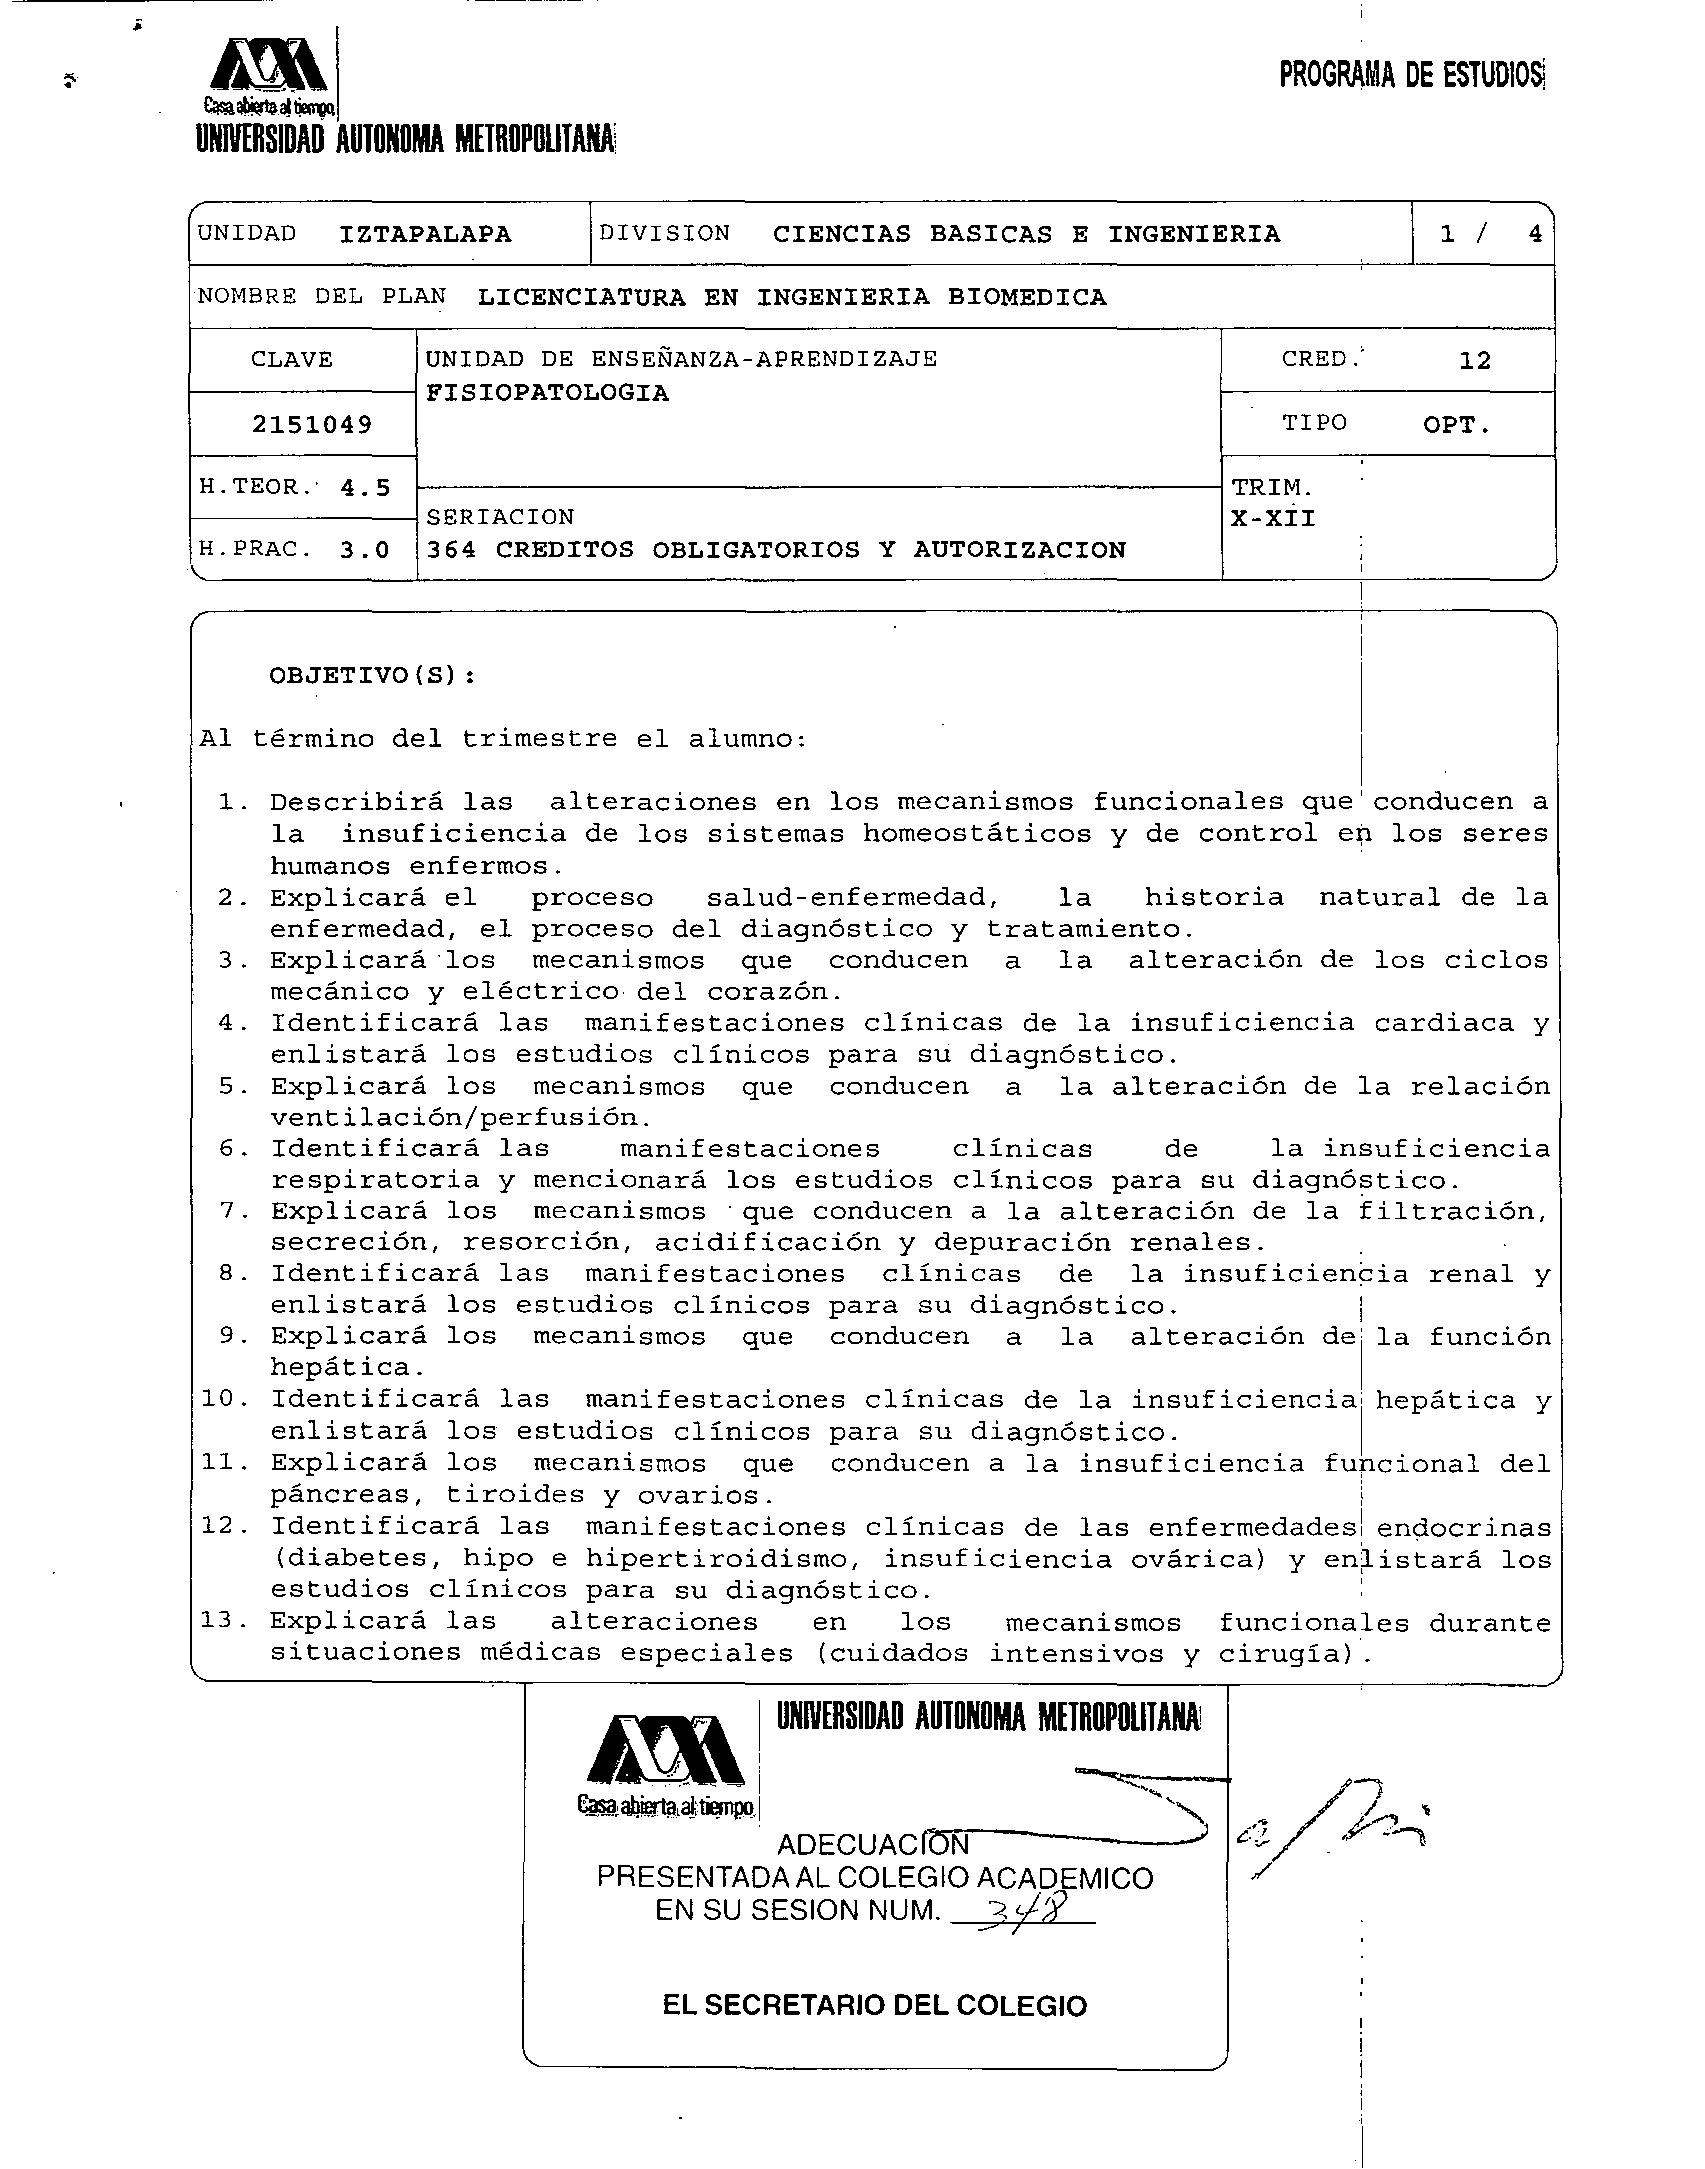 PROGRAMA DE ESTUDIOS
Casa abierta al tiempo
UNIVERSIDAD AUTONOMA METROPOLITANA
UNIDAD IZTAPALAPA DIVISION CIENCIAS BASICAS E INGENIERIA 1 / 4
NOMBRE DEL PLAN LICENCIATURA EN INGENIERIA BIOMEDICA
CLAVE UNIDAD DE ENSEÑANZA-APRENDIZAJE CRED. 12
FISIOPATOLOGIA
2151049 TIPO OPT.
H.TEOR. 4.5 TRIM.
SERIACION X-XII
H.PRAC. 3.0 364 CREDITOS OBLIGATORIOS Y AUTORIZACION
OBJETIVO(S):
Al término del trimestre el alumno:
1. Describirá las alteraciones en los mecanismos funcionales que conducen a
la insuficiencia de los sistemas homeostáticos y de control en los seres
humanos enfermos.
2. Explicará el proceso salud-enfermedad, la historia natural de la
enfermedad, el proceso del diagnóstico y tratamiento.
3. Explicará los mecanismos que conducen a la alteración de los ciclos
mecánico y eléctrico del corazón.
4. Identificará las manifestaciones clínicas de la insuficiencia cardiaca y
enlistará los estudios clínicos para su diagnóstico.
5. Explicará los mecanismos que conducen a la alteración de la relación
ventilación/perfusión.
6. Identificará las manifestaciones clínicas de la insuficiencia
respiratoria y mencionará los estudios clínicos para su diagnóstico.
7. Explicará los mecanismos que conducen a la alteración de la filtración,
secreción, resorción, acidificación y depuración renales.
8. Identificará las manifestaciones clínicas de la insuficiencia renal y
enlistará los estudios clínicos para su diagnóstico.
9. Explicará los mecanismos que conducen a la alteración de la función
hepática.
10. Identificará las manifestaciones clínicas de la insuficiencia hepática y
enlistará los estudios clínicos para su diagnóstico.
11. Explicará los mecanismos que conducen a la insuficiencia funcional del
páncreas, tiroides y ovarios.
12. Identificará las manifestaciones clínicas de las enfermedades endocrinas
(diabetes, hipo e hipertiroidismo, insuficiencia ovárica) y enlistará los
estudios clínicos para su diagnóstico.
13. Explicará las alteraciones en los mecanismos funcionales durante
situaciones médicas especiales (cuidados intensivos y cirugía).
UNIVERSIDAD AUTONOMA METROPOLITANA
Casa abierta al tiempo
ADECUACION
PRESENTADA AL COLEGIO ACADEMICO
EN SU SESION NUM. 348
EL SECRETARIO DEL COLEGIO